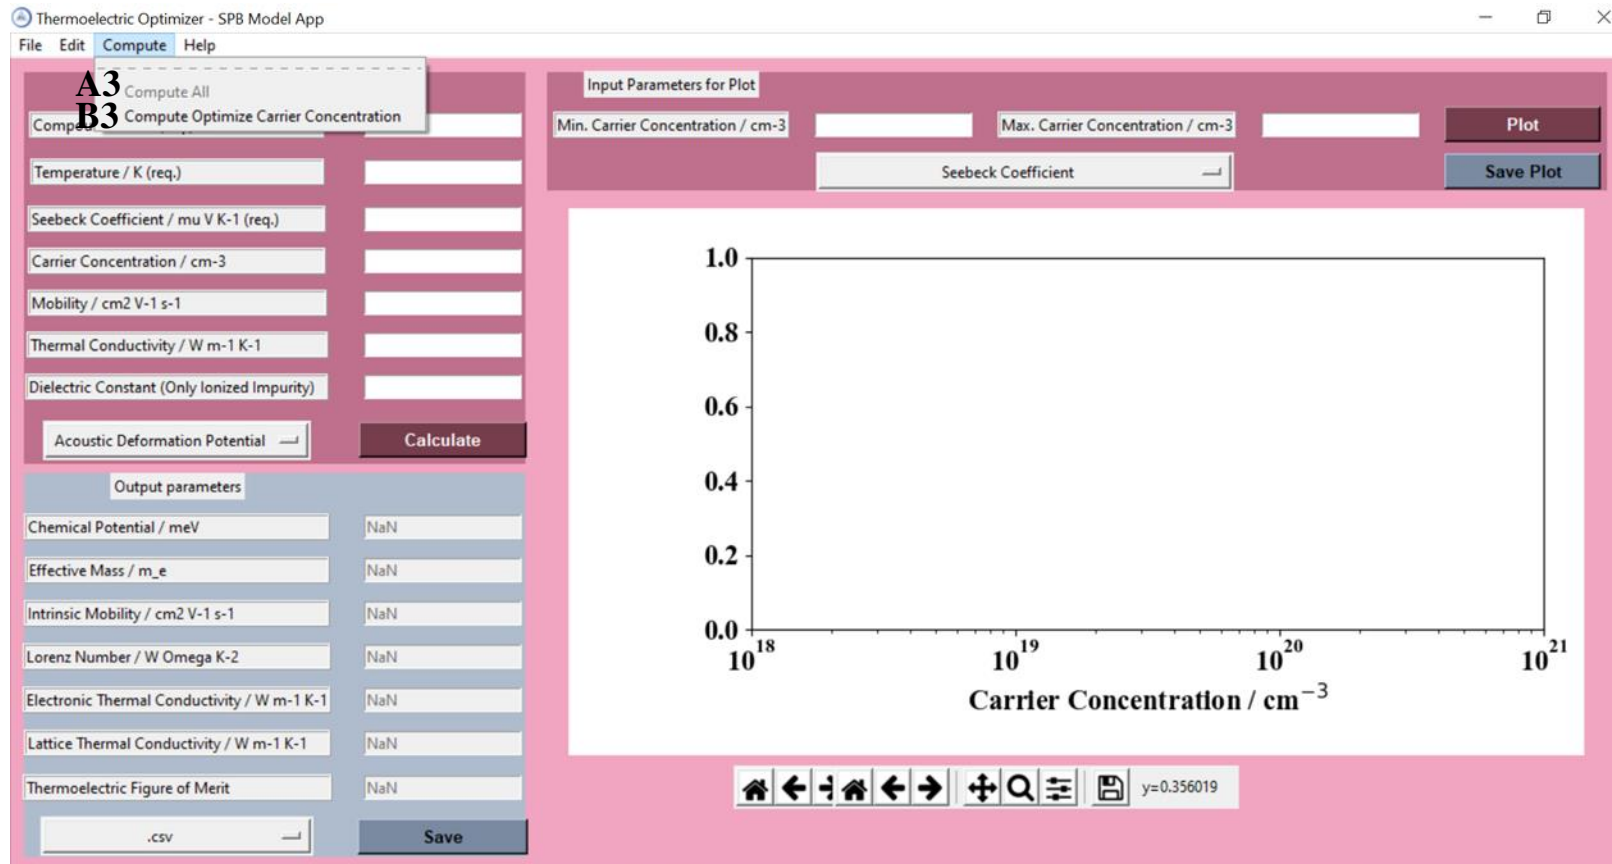 Thermoelectric Optimizer - SPB Model App
File Edit Compute Help
A3 Compute All
B3 Compute Optimize Carrier Concentration
Temperature / K (req.)
Seebeck Coefficient / mu V K-1 (req.)
Carrier Concentration / cm-3
Mobility / cm2 V-1 s-1
Thermal Conductivity / W m-1 K-1
Dielectric Constant (Only Ionized Impurity)
Acoustic Deformation Potential Calculate
Output parameters
Chemical Potential / meV NaN
Effective Mass / m_e NaN
Intrinsic Mobility / cm2 V-1 s-1 NaN
Lorenz Number / W Omega K-2 NaN
Electronic Thermal Conductivity / W m-1 K-1 NaN
Lattice Thermal Conductivity / W m-1 K-1 NaN
Thermoelectric Figure of Merit NaN
.csv Save
Input Parameters for Plot
Min. Carrier Concentration / cm-3 Max. Carrier Concentration / cm-3 Plot
Seebeck Coefficient Save Plot
1.0
0.8
0.6
0.4
0.2
0.0
10^18 10^19 10^20 10^21
Carrier Concentration / cm^−3
y=0.356019